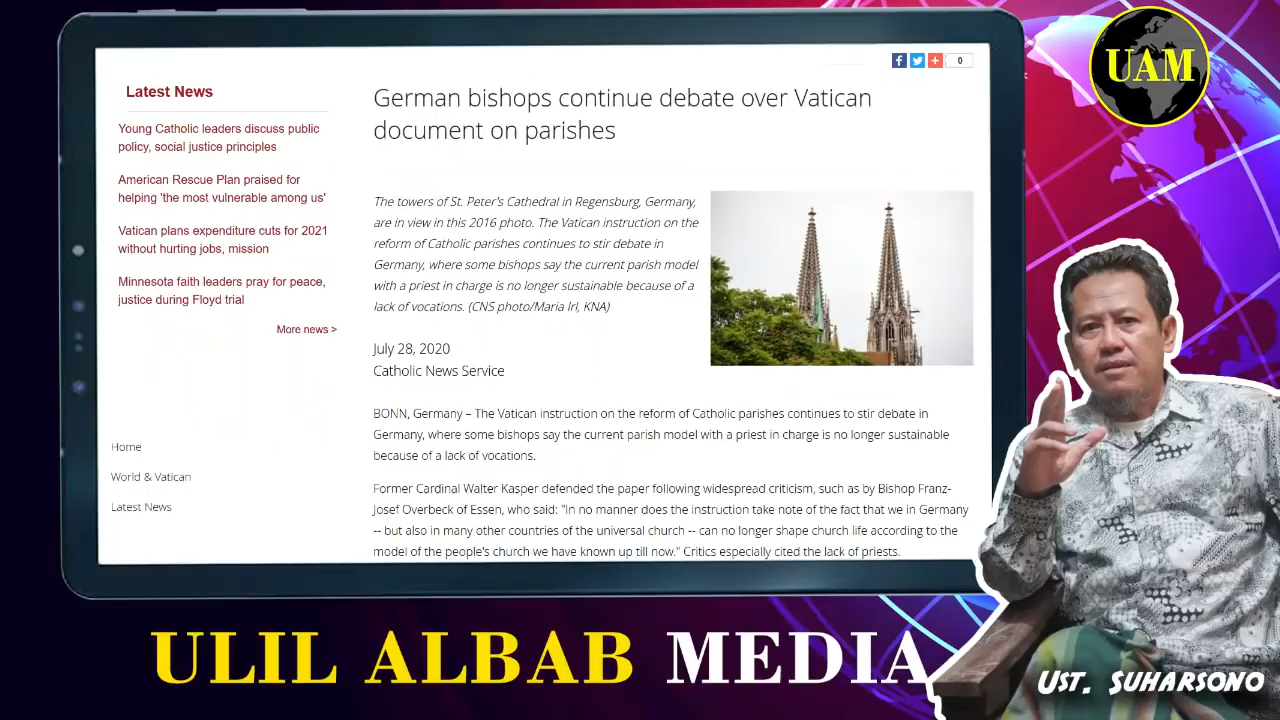 UAM
0
Latest News
Young Catholic leaders discuss public
policy, social justice principles
American Rescue Plan praised for
helping 'the most vulnerable among us'
Vatican plans expenditure cuts for 2021
without hurting jobs, mission
Minnesota faith leaders pray for peace,
justice during Floyd trial
More news >
Home
World & Vatican
Latest News
German bishops continue debate over Vatican
document on parishes
The towers of St. Peter's Cathedral in Regensburg, Germany,
are in view in this 2016 photo. The Vatican instruction on the
reform of Catholic parishes continues to stir debate in
Germany, where some bishops say the current parish model
with a priest in charge is no longer sustainable because of a
lack of vocations. (CNS photo/Maria Irl, KNA)
July 28, 2020
Catholic News Service
BONN, Germany – The Vatican instruction on the reform of Catholic parishes continues to stir debate in
Germany, where some bishops say the current parish model with a priest in charge is no longer sustainable
because of a lack of vocations.
Former Cardinal Walter Kasper defended the paper following widespread criticism, such as by Bishop Franz-
Josef Overbeck of Essen, who said: "In no manner does the instruction take note of the fact that we in Germany
-- but also in many other countries of the universal church -- can no longer shape church life according to the
model of the people's church we have known up till now." Critics especially cited the lack of priests.
ULIL ALBAB MEDIA
UST. SUHARSONO